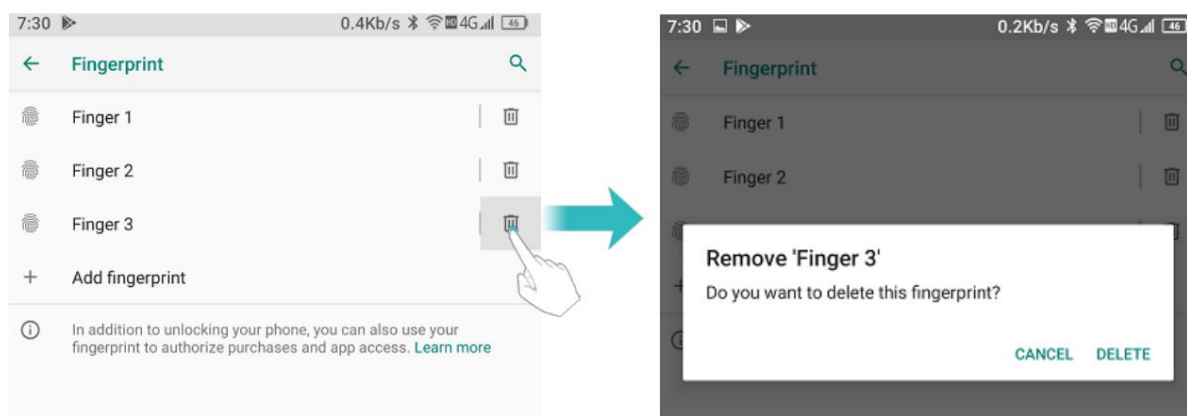 7:30 0.4Kb/s HD 4G 46
Fingerprint
Finger 1
Finger 2
Finger 3
Add fingerprint
In addition to unlocking your phone, you can also use your
fingerprint to authorize purchases and app access. Learn more
7:30 0.2Kb/s HD 4G 46
Fingerprint
Finger 1
Finger 2
Remove 'Finger 3'
Do you want to delete this fingerprint?
CANCEL DELETE